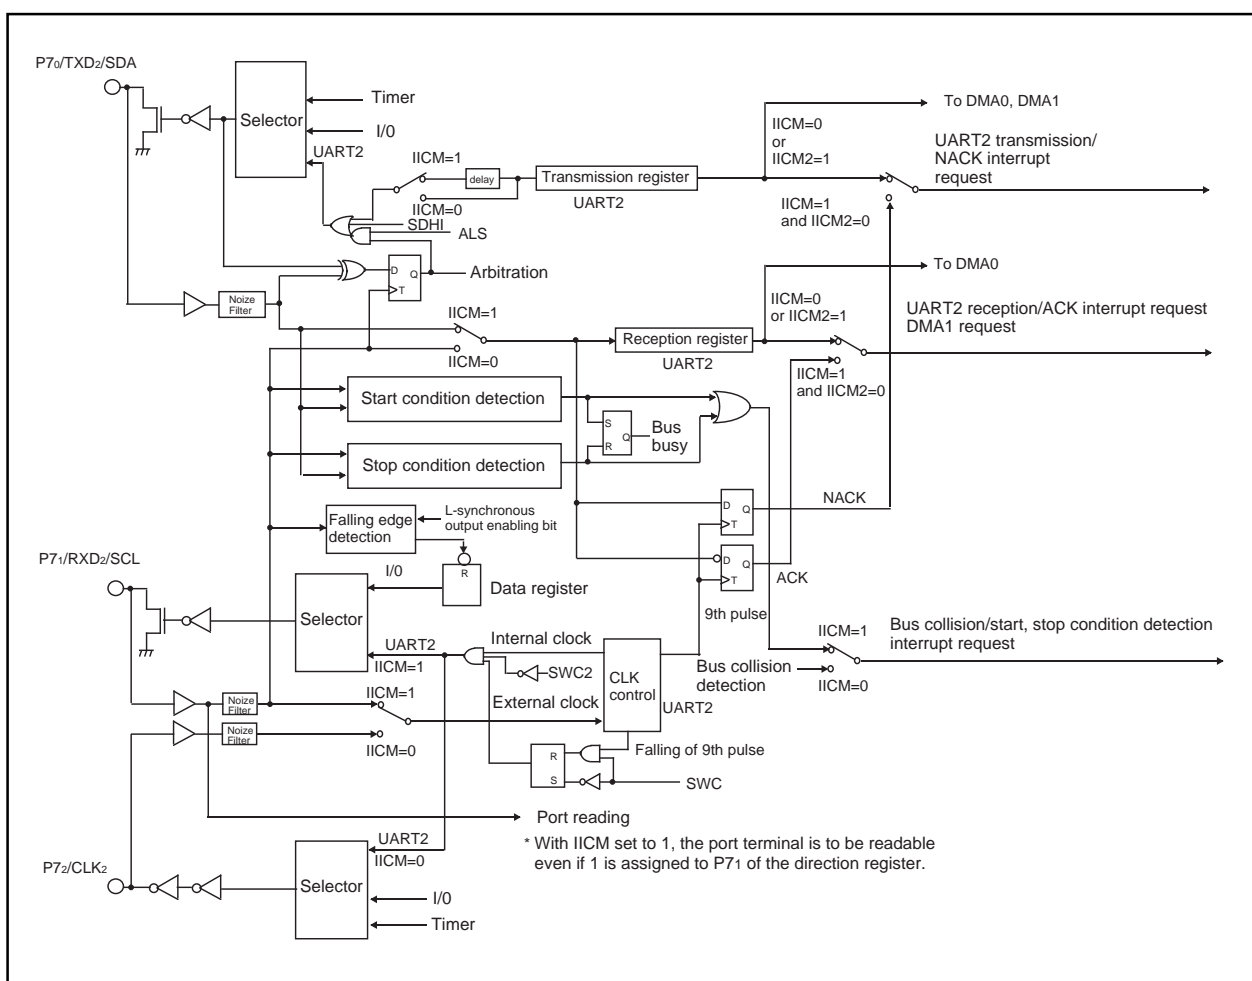 P70/TXD2/SDA
Timer
I/0
UART2
Selector
IICM=1
delay
IICM=0
SDHI
ALS
Transmission register
UART2
To DMA0, DMA1
IICM=0
or
IICM2=1
UART2 transmission/
NACK interrupt
request
IICM=1
and IICM2=0
D
Q
T
Arbitration
Noize
Filter
To DMA0
IICM=1
IICM=0
Reception register
UART2
IICM=0
or IICM2=1
UART2 reception/ACK interrupt request
DMA1 request
IICM=1
and IICM2=0
Start condition detection
S
Q
R
Bus
busy
Stop condition detection
NACK
D
Q
T
Falling edge
detection
L-synchronous
output enabling bit
D
Q
T
ACK
9th pulse
P71/RXD2/SCL
I/0
R
Data register
Selector
UART2
IICM=1
Internal clock
SWC2
CLK
control
UART2
External clock
Bus collision
detection
IICM=1
IICM=0
Bus collision/start, stop condition detection
interrupt request
Noize
Filter
IICM=1
Noize
Filter
IICM=0
R
S
Falling of 9th pulse
SWC
Port reading
* With IICM set to 1, the port terminal is to be readable
even if 1 is assigned to P71 of the direction register.
P72/CLK2
UART2
IICM=0
Selector
I/0
Timer